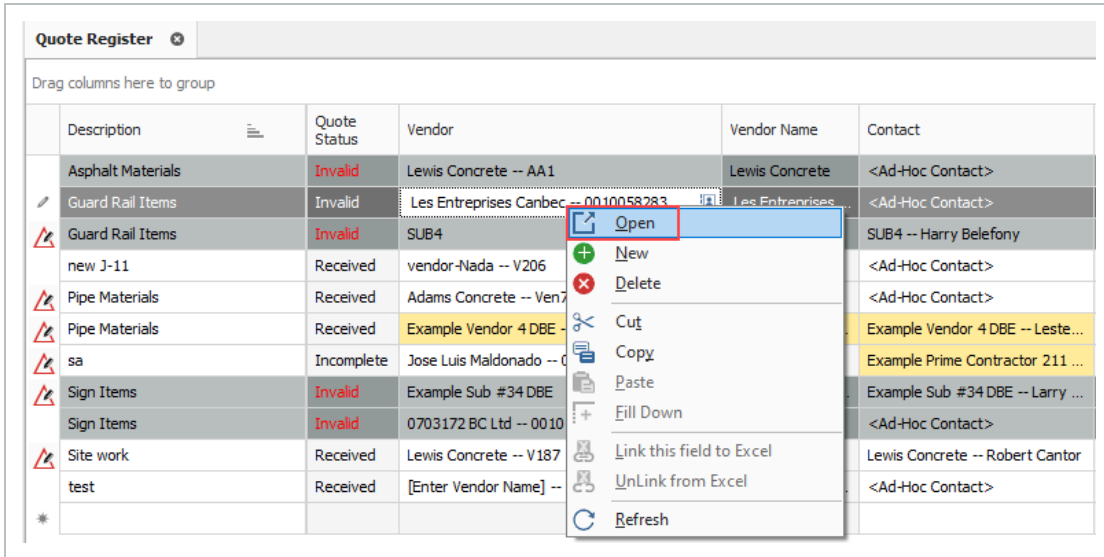 Quote Register
Drag columns here to group
Description Quote Status Vendor Vendor Name Contact
Asphalt Materials Invalid Lewis Concrete -- AA1 Lewis Concrete <Ad-Hoc Contact>
Guard Rail Items Invalid Les Entreprises Canbec -- 0010058283 Les Entreprises ... <Ad-Hoc Contact>
Open
Guard Rail Items Invalid SUB4 SUB4 -- Harry Belefony
New
new J-11 Received vendor-Nada -- V206 <Ad-Hoc Contact>
Delete
Pipe Materials Received Adams Concrete -- Ven7 <Ad-Hoc Contact>
Cut
Pipe Materials Received Example Vendor 4 DBE - Example Vendor 4 DBE -- Leste...
Copy
sa Incomplete Jose Luis Maldonado -- 0 Example Prime Contractor 211 ...
Paste
Sign Items Invalid Example Sub #34 DBE Example Sub #34 DBE -- Larry ...
Fill Down
Sign Items Invalid 0703172 BC Ltd -- 0010 <Ad-Hoc Contact>
Link this field to Excel
Site work Received Lewis Concrete -- V187 Lewis Concrete -- Robert Cantor
UnLink from Excel
test Received [Enter Vendor Name] -- <Ad-Hoc Contact>
Refresh